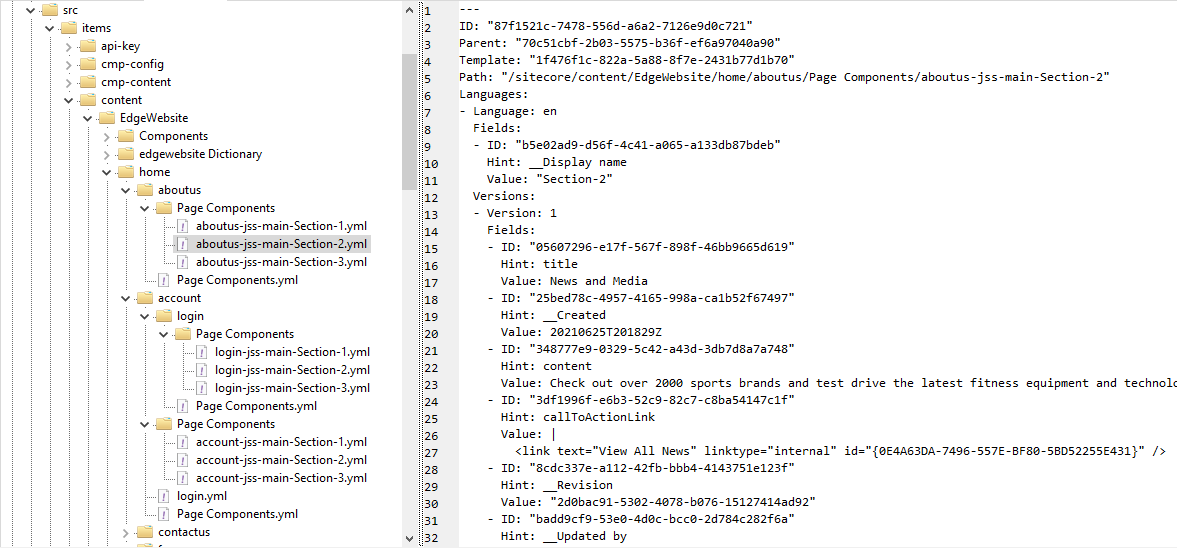 src
items
api-key
cmp-config
cmp-content
content
EdgeWebsite
Components
edgewebsite Dictionary
home
aboutus
Page Components
aboutus-jss-main-Section-1.yml
aboutus-jss-main-Section-2.yml
aboutus-jss-main-Section-3.yml
Page Components.yml
account
login
Page Components
login-jss-main-Section-1.yml
login-jss-main-Section-2.yml
login-jss-main-Section-3.yml
Page Components.yml
Page Components
account-jss-main-Section-1.yml
account-jss-main-Section-2.yml
account-jss-main-Section-3.yml
login.yml
Page Components.yml
contactus
1 ---
2 ID: "87f1521c-7478-556d-a6a2-7126e9d0c721"
3 Parent: "70c51cbf-2b03-5575-b36f-ef6a97040a90"
4 Template: "1f476f1c-822a-5a88-8f7e-2431b77d1b70"
5 Path: "/sitecore/content/EdgeWebsite/home/aboutus/Page Components/aboutus-jss-main-Section-2"
6 Languages:
7 - Language: en
8 Fields:
9 - ID: "b5e02ad9-d56f-4c41-a065-a133db87bdeb"
10 Hint: __Display name
11 Value: "Section-2"
12 Versions:
13 - Version: 1
14 Fields:
15 - ID: "05607296-e17f-567f-898f-46bb9665d619"
16 Hint: title
17 Value: News and Media
18 - ID: "25bed78c-4957-4165-998a-ca1b52f67497"
19 Hint: __Created
20 Value: 20210625T201829Z
21 - ID: "348777e9-0329-5c42-a43d-3db7d8a7a748"
22 Hint: content
23 Value: Check out over 2000 sports brands and test drive the latest fitness equipment and technolo
24 - ID: "3df1996f-e6b3-52c9-82c7-c8ba54147c1f"
25 Hint: callToActionLink
26 Value: |
27 <link text="View All News" linktype="internal" id="{0E4A63DA-7496-557E-BF80-5BD52255E431}" />
28 - ID: "8cdc337e-a112-42fb-bbb4-4143751e123f"
29 Hint: __Revision
30 Value: "2d0bac91-5302-4078-b076-15127414ad92"
31 - ID: "badd9cf9-53e0-4d0c-bcc0-2d784c282f6a"
32 Hint: __Updated by